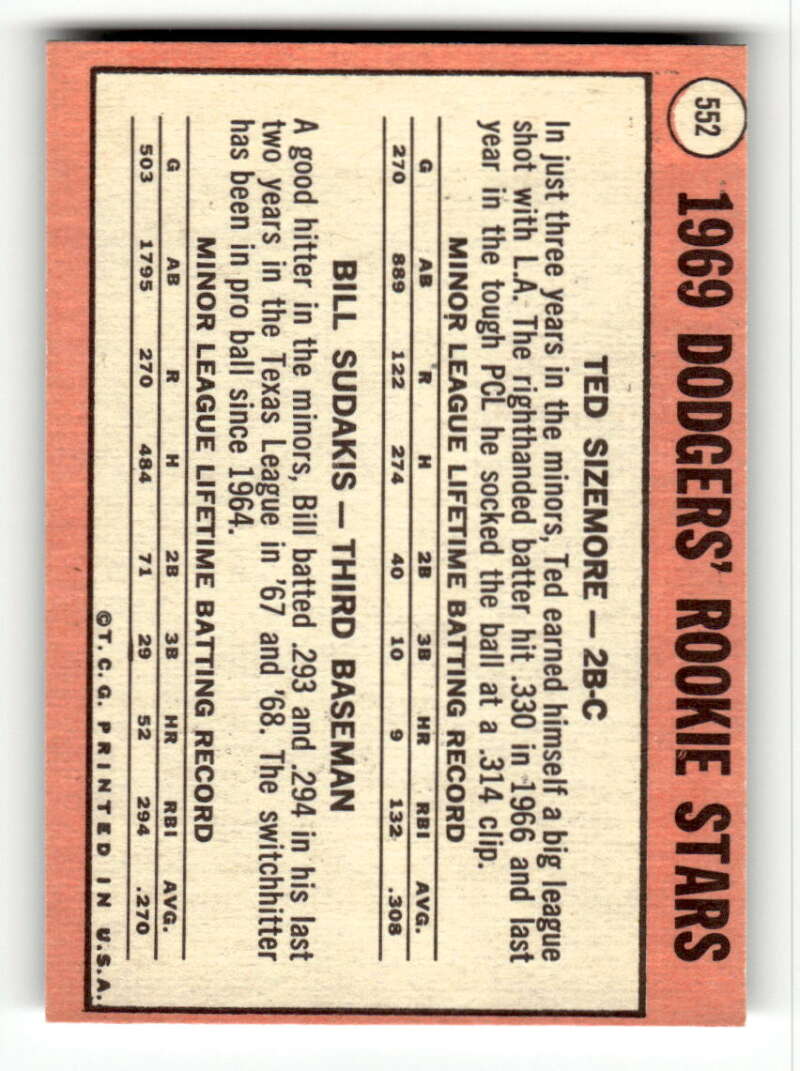 552
1969 DODGERS' ROOKIE STARS
TED SIZEMORE — 2B-C
In just three years in the minors, Ted earned himself a big league
shot with L.A. The righthanded batter hit .330 in 1966 and last
year in the tough PCL he socked the ball at a .314 clip.
MINOR LEAGUE LIFETIME BATTING RECORD
G AB R H 2B 3B HR RBI AVG.
270 889 122 274 40 10 9 132 .308
BILL SUDAKIS — THIRD BASEMAN
A good hitter in the minors, Bill batted .293 and .294 in his last
two years in the Texas League in '67 and '68. The switchhitter
has been in pro ball since 1964.
MINOR LEAGUE LIFETIME BATTING RECORD
G AB R H 2B 3B HR RBI AVG.
503 1795 270 484 71 29 52 294 .270
©T.C.G. PRINTED IN U.S.A.